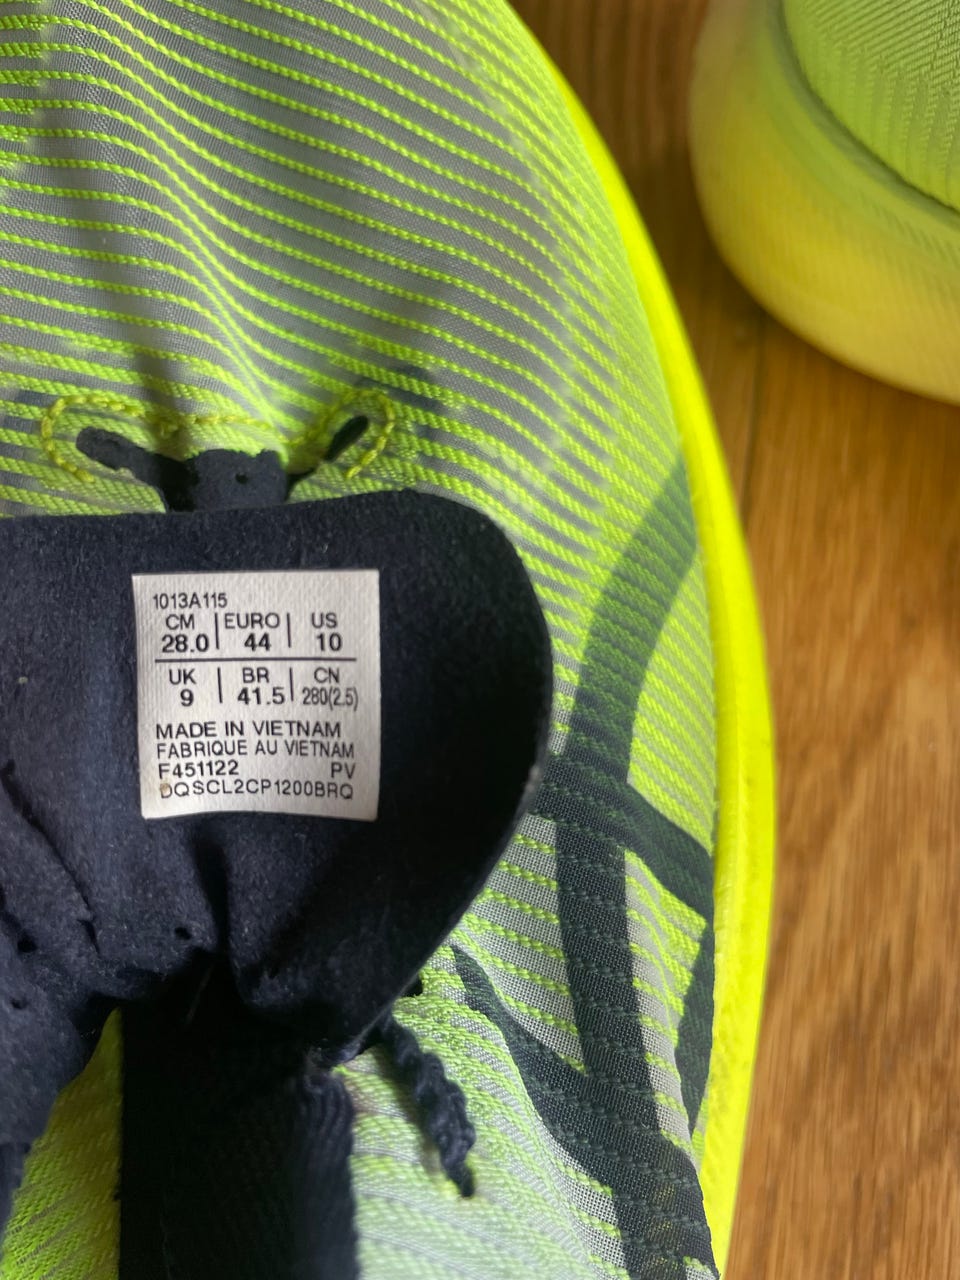 1013A115
CM | EURO | US
28.0 | 44 | 10
UK | BR | CN
9 | 41.5 | 280(2.5)
MADE IN VIETNAM
FABRIQUE AU VIETNAM
F451122 PV
DQSCL2CP1200BRQ